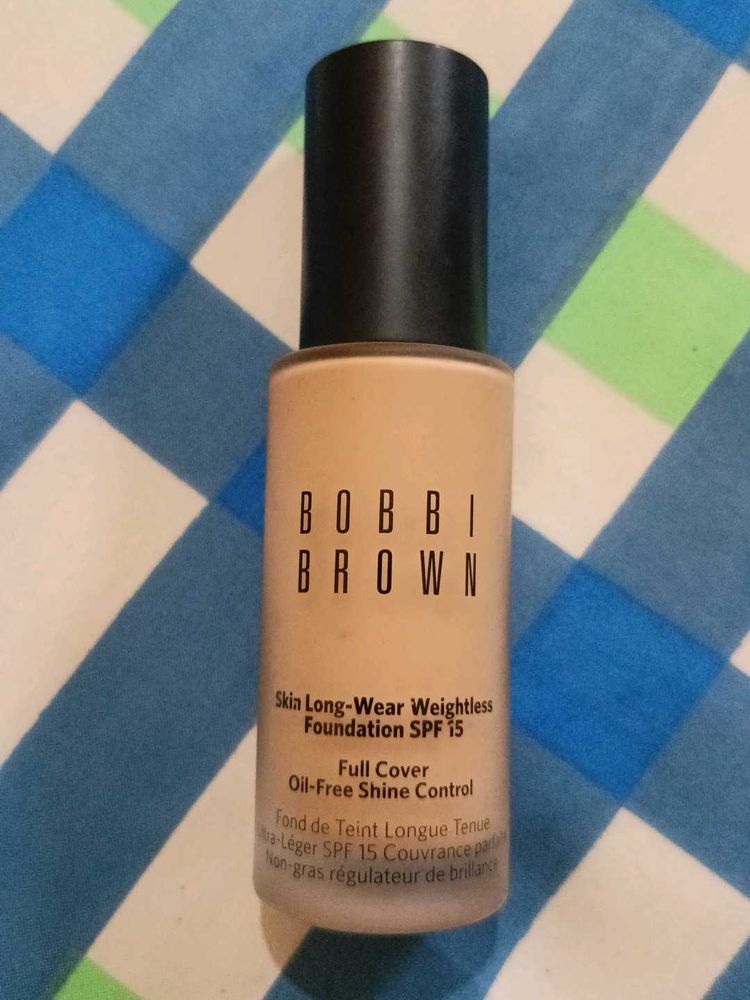 BOBBI
BROWN
Skin Long-Wear Weightless
Foundation SPF 15
Full Cover
Oil-Free Shine Control
Fond de Teint Longue Tenue
SPF 15 Couvrance
Non-gras régulateur de brillance